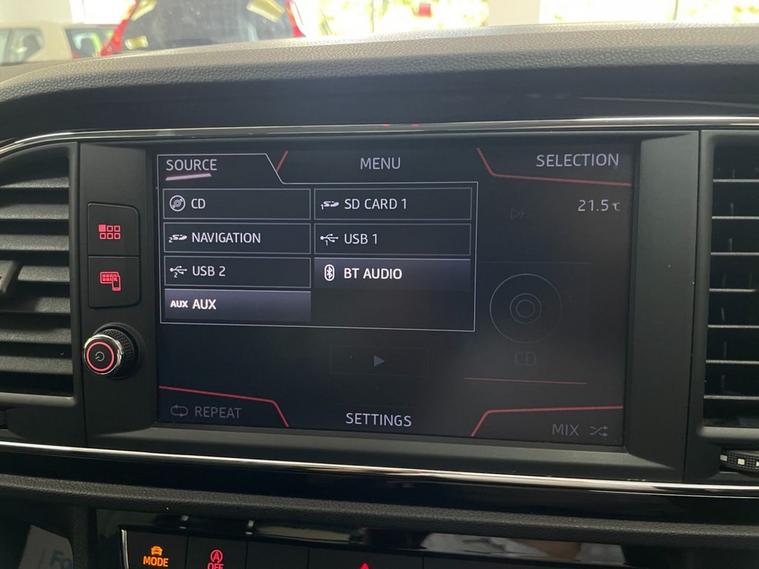 SOURCE MENU SELECTION
CD SD CARD 1 21.5 °C
NAVIGATION USB 1
USB 2 BT AUDIO
AUX AUX
CD
REPEAT SETTINGS MIX
MODE OFF